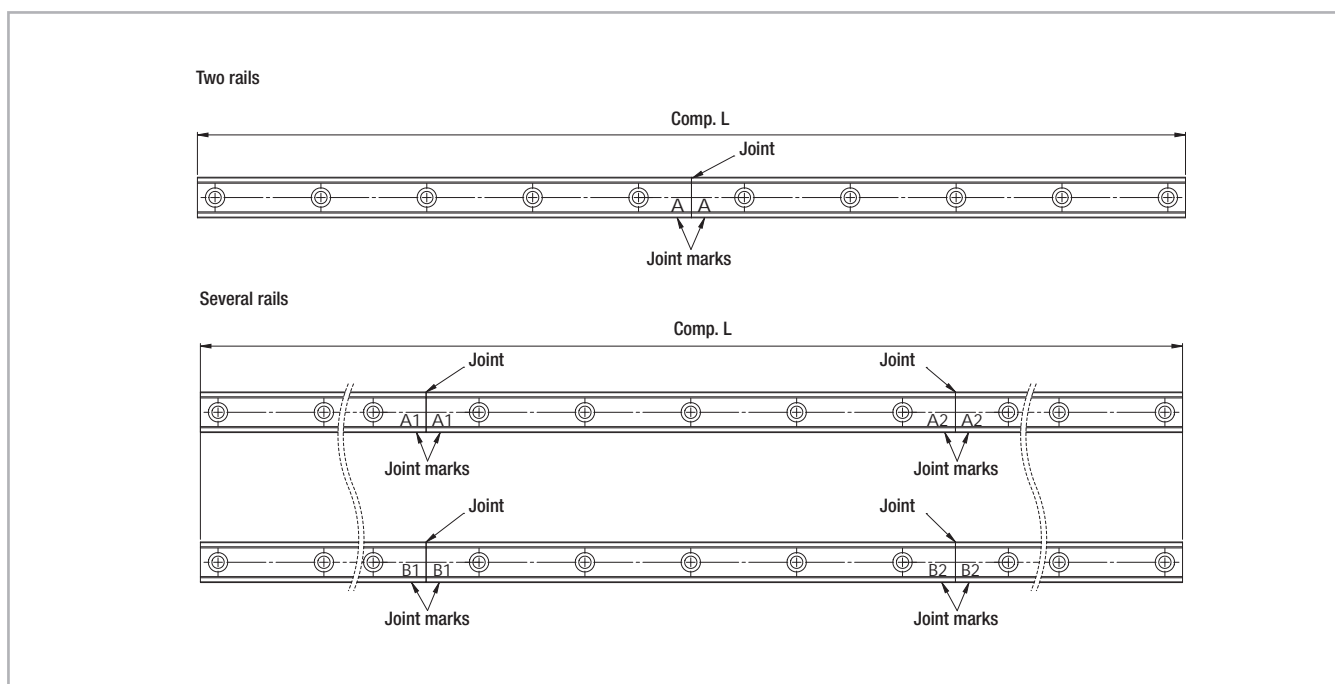 Two rails
Comp. L
Joint
A A
Joint marks
Several rails
Comp. L
Joint Joint
A1 A1 A2 A2
Joint marks Joint marks
Joint Joint
B1 B1 B2 B2
Joint marks Joint marks